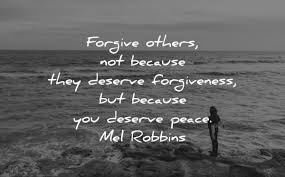 Forgive others,
not because
they deserve forgiveness,
but because
you deserve peace.
Mel Robbins